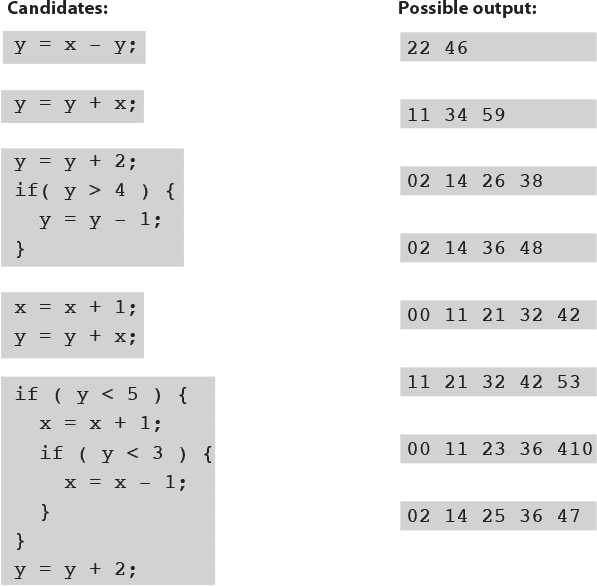 Candidates:
y = x - y;
y = y + x;
y = y + 2;
if( y > 4 ) {
y = y - 1;
}
x = x + 1;
y = y + x;
if ( y < 5 ) {
x = x + 1;
if ( y < 3 ) {
x = x - 1;
}
}
y = y + 2;
Possible output:
22 46
11 34 59
02 14 26 38
02 14 36 48
00 11 21 32 42
11 21 32 42 53
00 11 23 36 410
02 14 25 36 47